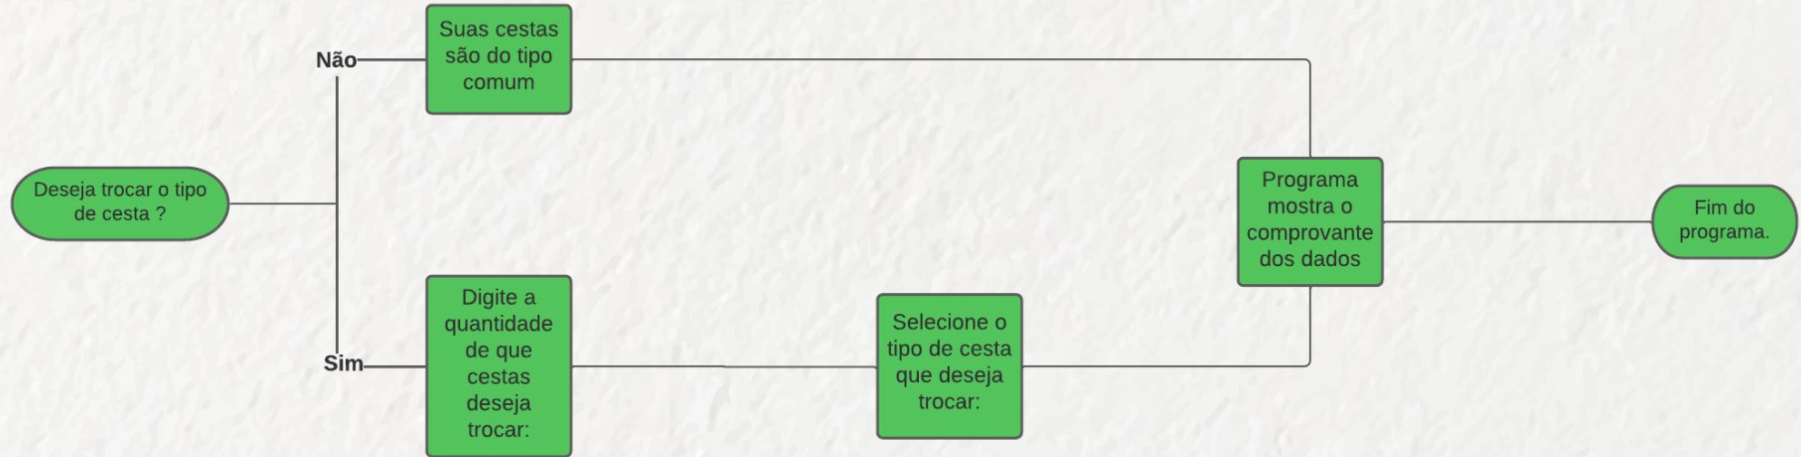 Deseja trocar o tipo
de cesta ?
Não
Suas cestas
são do tipo
comum
Sim
Digite a
quantidade
de que
cestas
deseja
trocar:
Selecione o
tipo de cesta
que deseja
trocar:
Programa
mostra o
comprovante
dos dados
Fim do
programa.